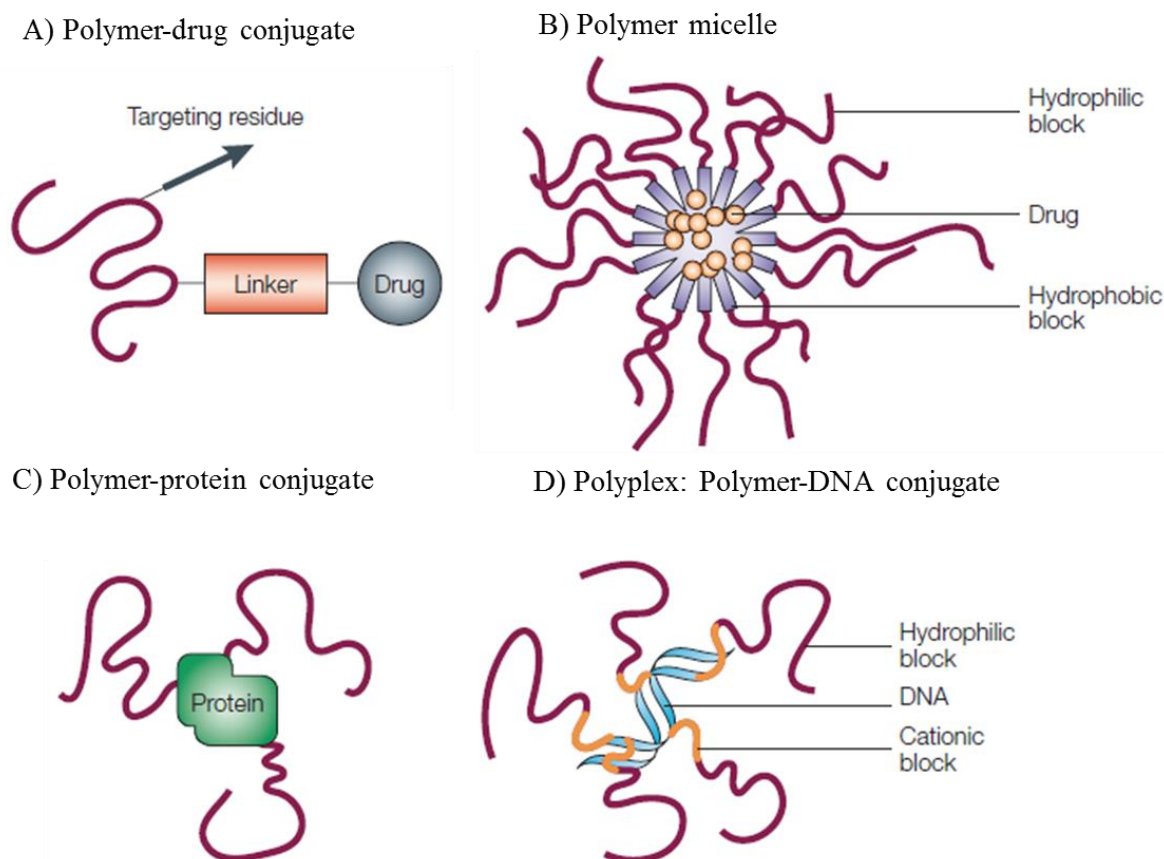 A) Polymer-drug conjugate
Targeting residue
Linker
Drug
B) Polymer micelle
Hydrophilic
block
Drug
Hydrophobic
block
C) Polymer-protein conjugate
Protein
D) Polyplex: Polymer-DNA conjugate
Hydrophilic
block
DNA
Cationic
block